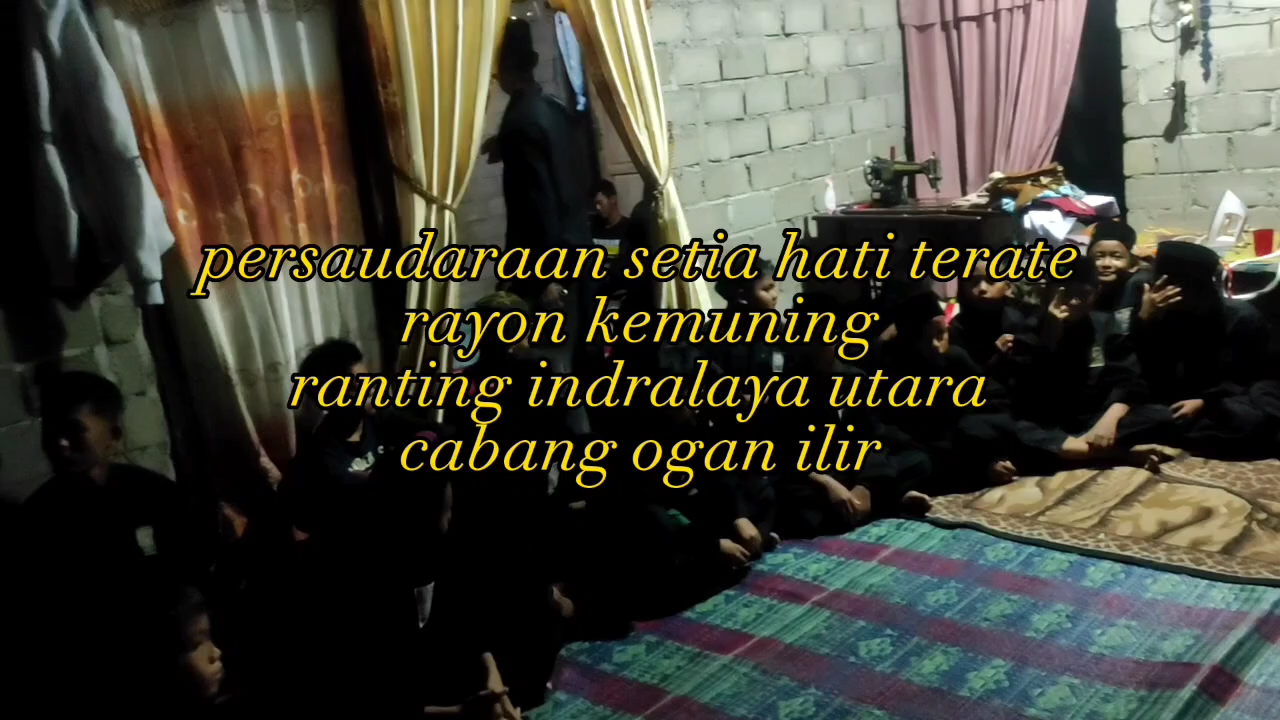 persaudaraan setia hati terate
rayon kemuning
ranting indralaya utara
cabang ogan ilir